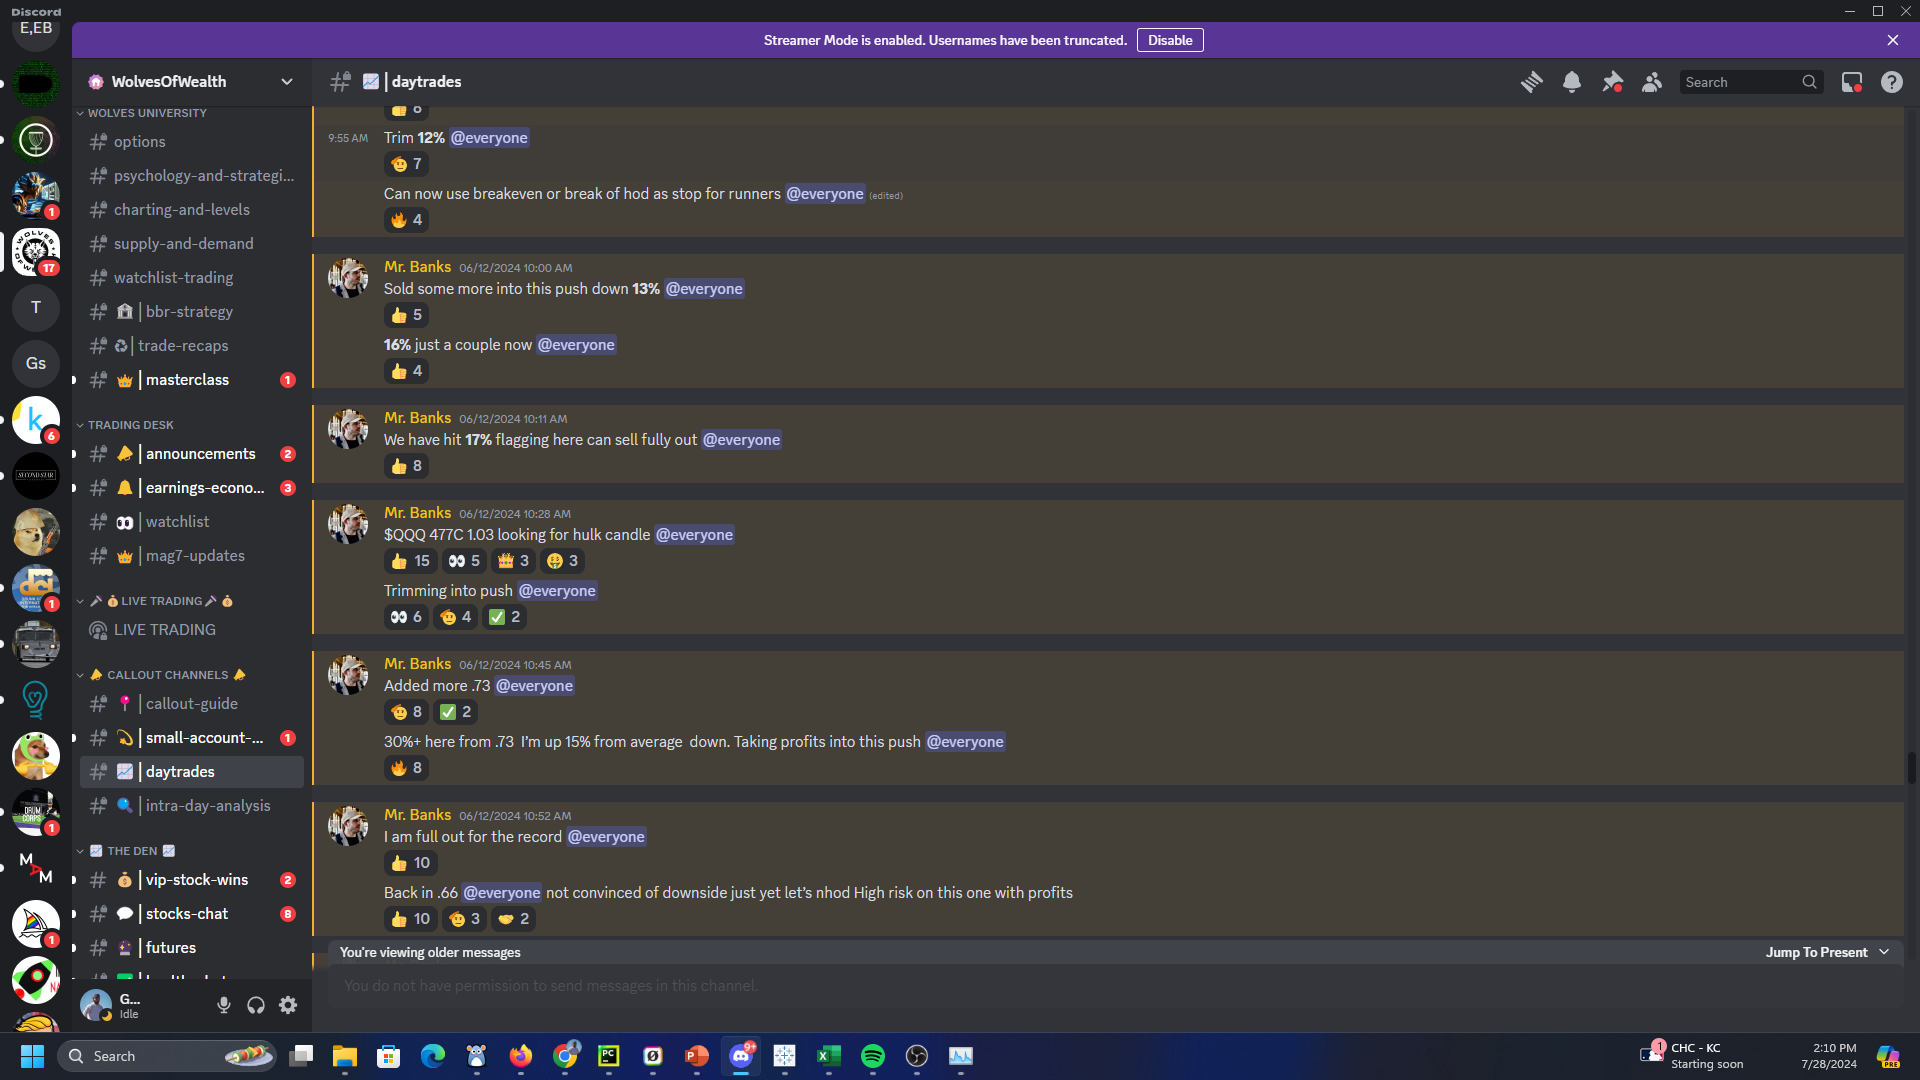 Discord
E,EB
Streamer Mode is enabled. Usernames have been truncated. Disable
WolvesOfWealth
| daytrades
Search
WOLVES UNIVERSITY
options
psychology-and-strategi...
charting-and-levels
supply-and-demand
watchlist-trading
| bbr-strategy
| trade-recaps
| masterclass 1
TRADING DESK
| announcements 2
| earnings-econo... 3
| watchlist
| mag7-updates
LIVE TRADING
LIVE TRADING
CALLOUT CHANNELS
| callout-guide
| small-account-... 1
| daytrades
| intra-day-analysis
THE DEN
| vip-stock-wins 2
| stocks-chat 8
| futures
1
WOLVES
17
T
Gs
k
6
SECOND STAR
dci
1
DRUM CORPS
1
M A M
1
G...
Idle
6
9:55 AM Trim 12% @everyone
7
Can now use breakeven or break of hod as stop for runners @everyone (edited)
4
Mr. Banks 06/12/2024 10:00 AM
Sold some more into this push down 13% @everyone
5
16% just a couple now @everyone
4
Mr. Banks 06/12/2024 10:11 AM
We have hit 17% flagging here can sell fully out @everyone
8
Mr. Banks 06/12/2024 10:28 AM
$QQQ 477C 1.03 looking for hulk candle @everyone
15 5 3 3
Trimming into push @everyone
6 4 2
Mr. Banks 06/12/2024 10:45 AM
Added more .73 @everyone
8 2
30%+ here from .73 I'm up 15% from average down. Taking profits into this push @everyone
8
Mr. Banks 06/12/2024 10:52 AM
I am full out for the record @everyone
10
Back in .66 @everyone not convinced of downside just yet let's nhod High risk on this one with profits
10 3 2
You're viewing older messages
Jump To Present
You do not have permission to send messages in this channel.
Search
PC
9+
1
CHC - KC
Starting soon
2:10 PM
7/28/2024
PRE